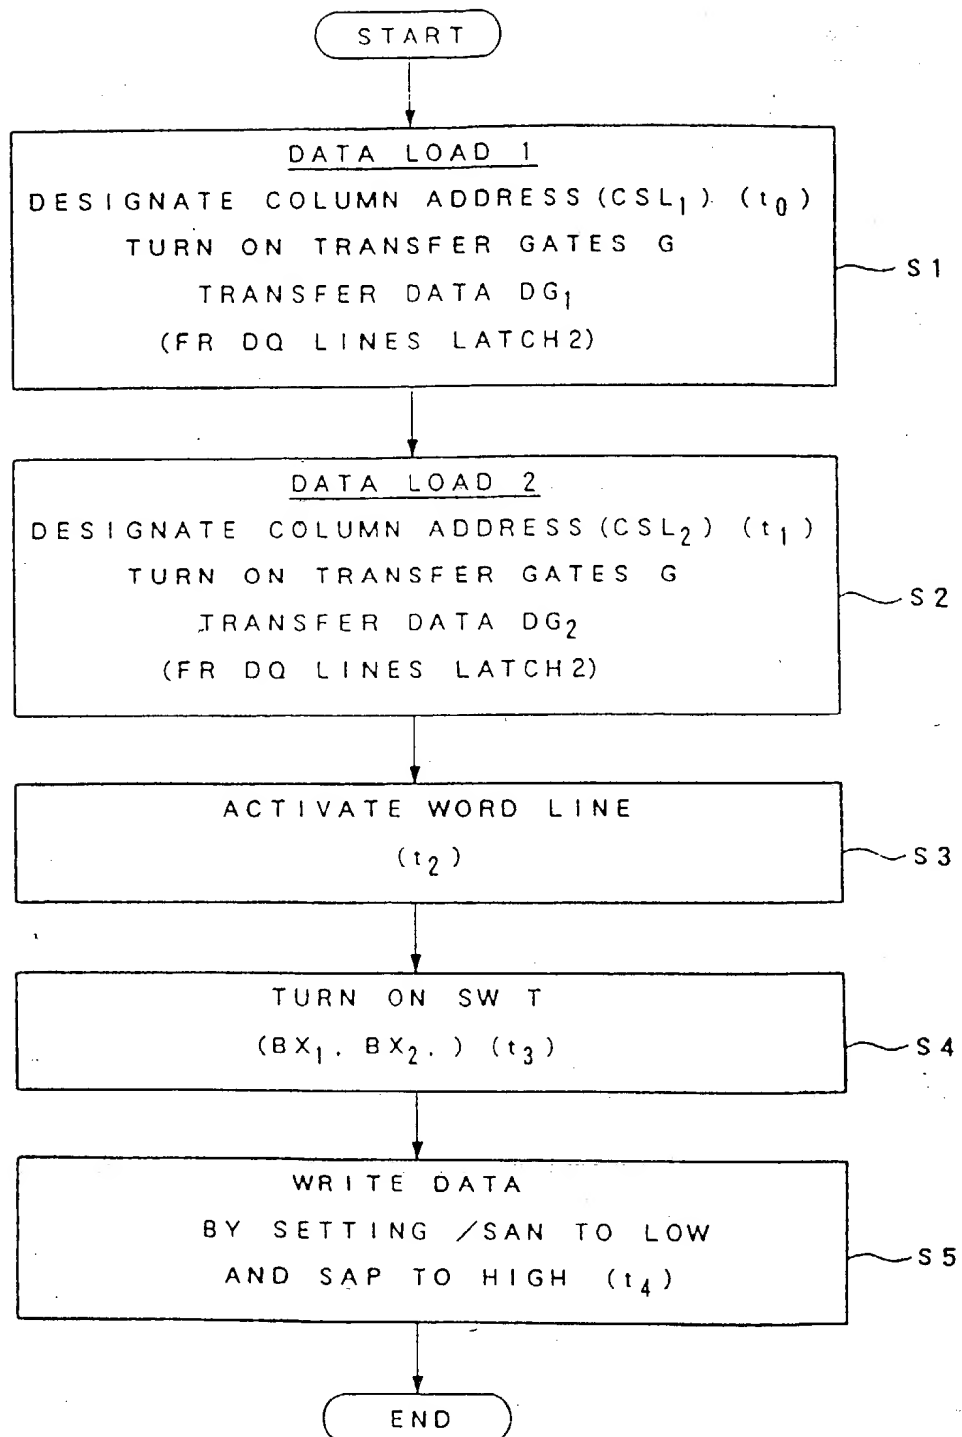 START
DATA LOAD 1
DESIGNATE COLUMN ADDRESS (CSL₁) (t₀)
TURN ON TRANSFER GATES G
TRANSFER DATA DG₁
(FR DQ LINES LATCH2)
S1
DATA LOAD 2
DESIGNATE COLUMN ADDRESS (CSL₂) (t₁)
TURN ON TRANSFER GATES G
TRANSFER DATA DG₂
(FR DQ LINES LATCH2)
S2
ACTIVATE WORD LINE
(t₂)
S3
TURN ON SW T
(BX₁. BX₂. ) (t₃)
S4
WRITE DATA
BY SETTING /SAN TO LOW
AND SAP TO HIGH (t₄)
S5
END